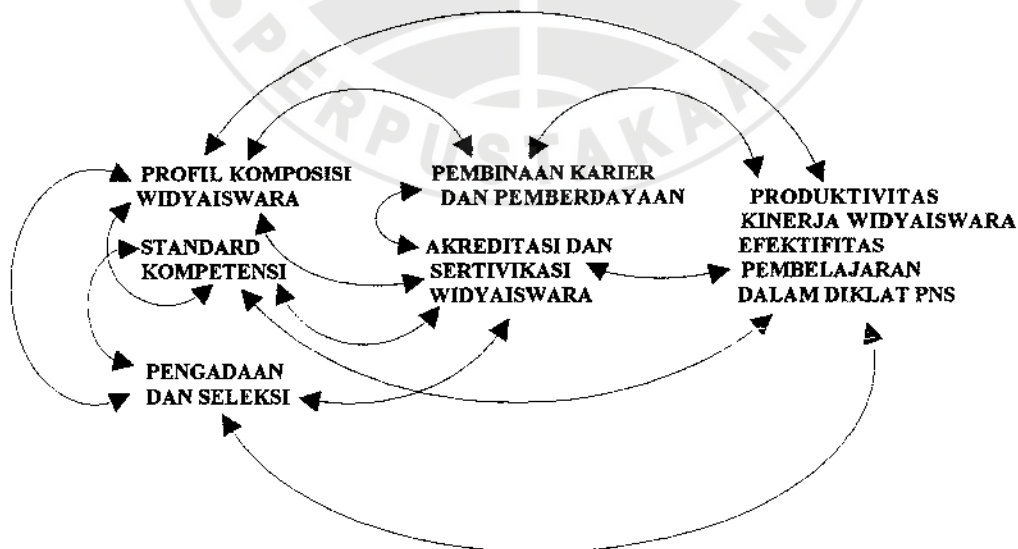 PERPUSTAKAAN
PROFIL KOMPOSISI
WIDYAISWARA
STANDARD
KOMPETENSI
PENGADAAN
DAN SELEKSI
PEMBINAAN KARIER
DAN PEMBERDAYAAN
AKREDITASI DAN
SERTIVIKASI
WIDYAISWARA
PRODUKTIVITAS
KINERJA WIDYAISWARA
EFEKTIFITAS
PEMBELAJARAN
DALAM DIKLAT PNS